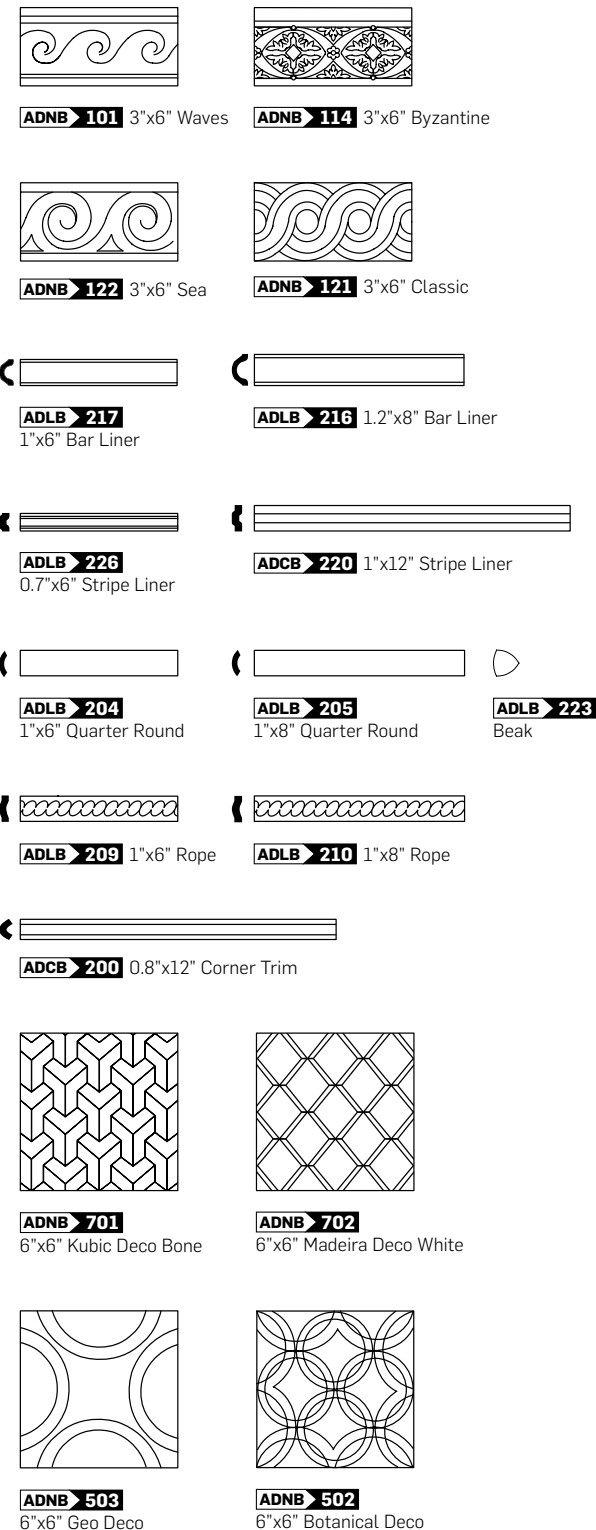 ADNB 101 3"x6" Waves
ADNB 114 3"x6" Byzantine
ADNB 122 3"x6" Sea
ADNB 121 3"x6" Classic
ADLB 217
1"x6" Bar Liner
ADLB 216 1.2"x8" Bar Liner
ADLB 226
0.7"x6" Stripe Liner
ADCB 220 1"x12" Stripe Liner
ADLB 204
1"x6" Quarter Round
ADLB 205
1"x8" Quarter Round
ADLB 223
Beak
ADLB 209 1"x6" Rope
ADLB 210 1"x8" Rope
ADCB 200 0.8"x12" Corner Trim
ADNB 701
6"x6" Kubic Deco Bone
ADNB 702
6"x6" Madeira Deco White
ADNB 503
6"x6" Geo Deco
ADNB 502
6"x6" Botanical Deco